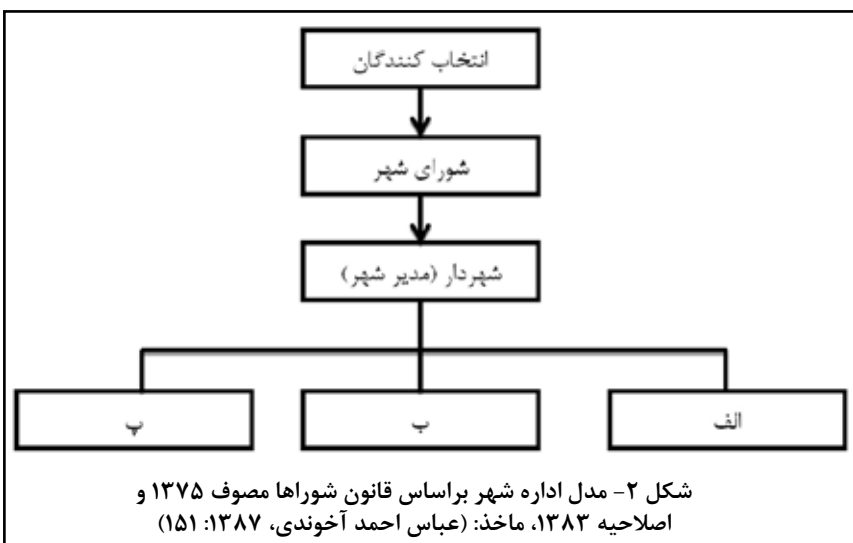 انتخاب کنندگان
شورای شهر
شهردار (مدیر شهر)
الف
ب
پ
شکل ۲- مدل اداره شهر براساس قانون شوراها مصوف ۱۳۷۵ و
اصلاحیه ۱۳۸۳، ماخذ: (عباس احمد آخوندی، ۱۳۸۷: ۱۵۱)